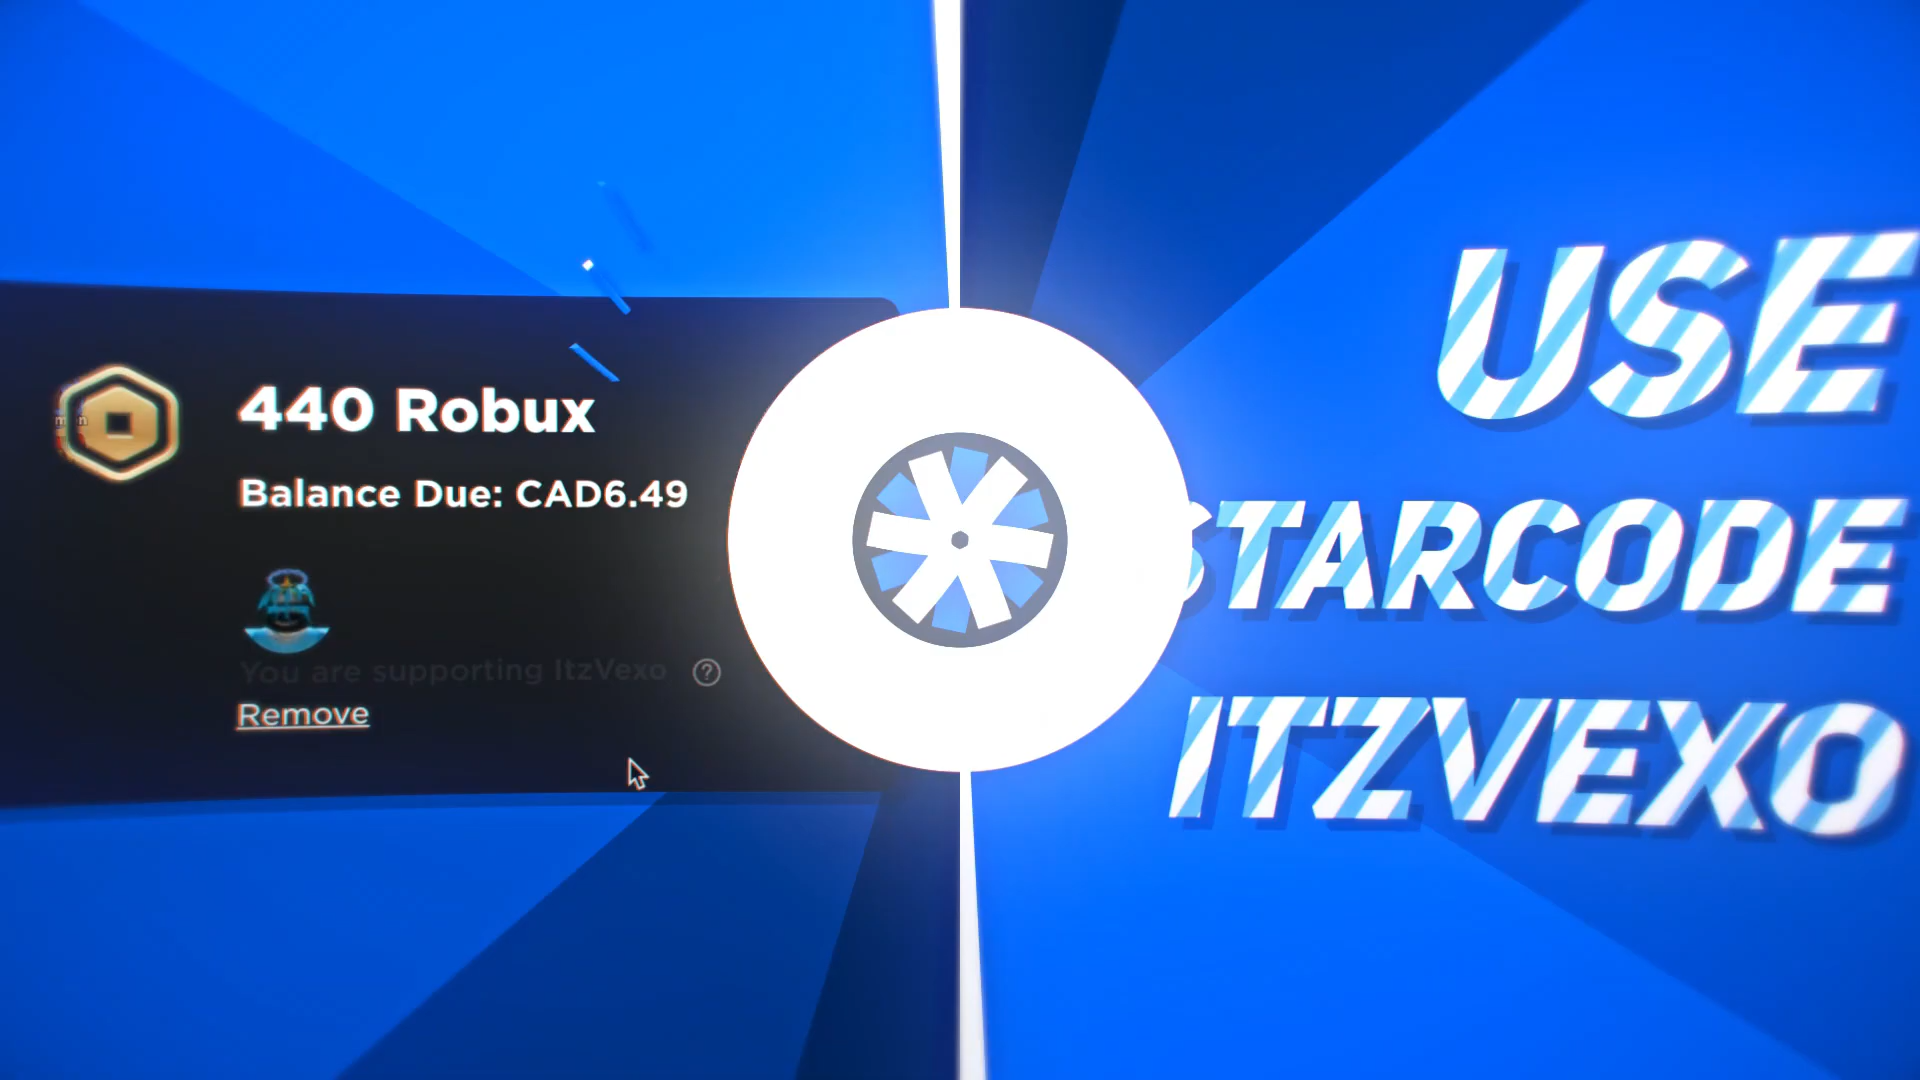 440 Robux
Balance Due: CAD6.49
You are supporting ItzVexo
Remove
USE
STARCODE
ITZVEXO